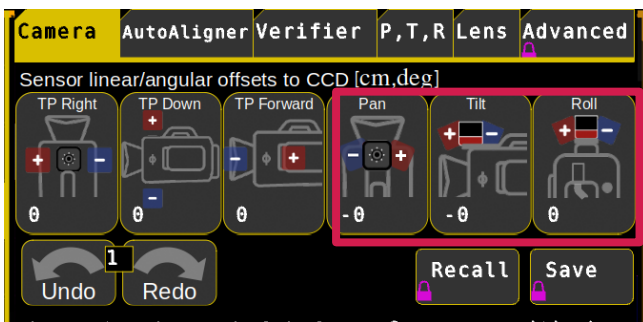 Camera AutoAligner Verifier P,T,R Lens Advanced
Sensor linear/angular offsets to CCD [cm,deg]
TP Right TP Down TP Forward Pan Tilt Roll
+ - + - - + - + + - + -
0 0 0 -0 -0 0
1
Undo Redo Recall Save